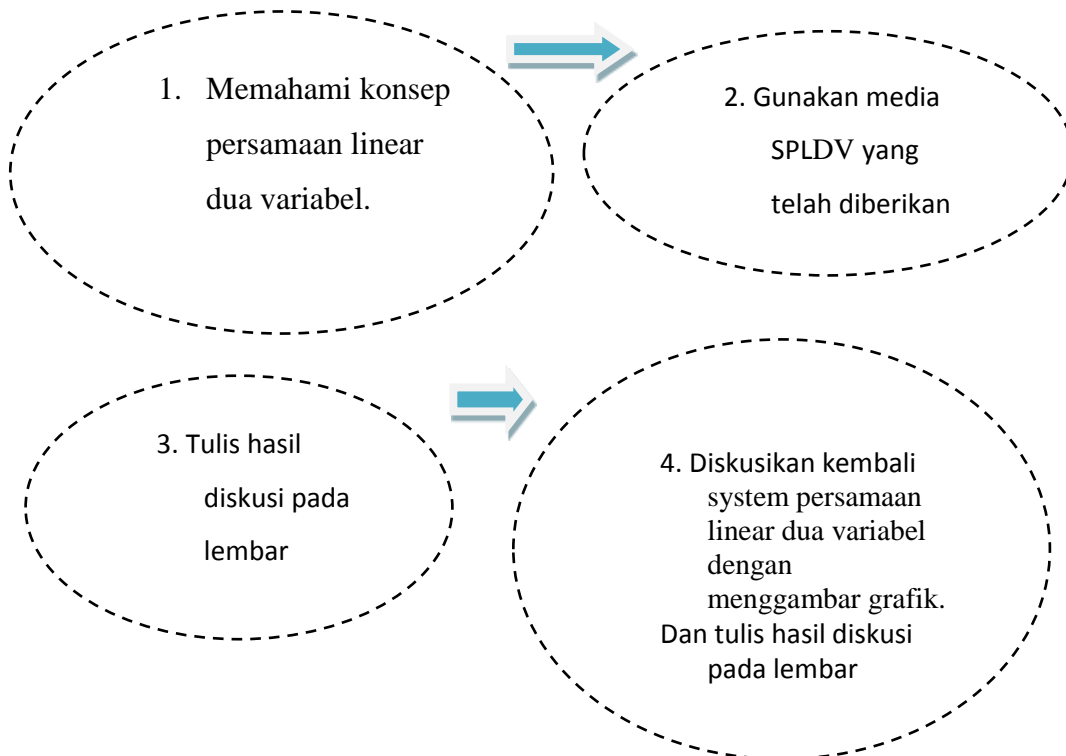 1. Memahami konsep
persamaan linear
dua variabel.
2. Gunakan media
SPLDV yang
telah diberikan
3. Tulis hasil
diskusi pada
lembar
4. Diskusikan kembali
system persamaan
linear dua variabel
dengan
menggambar grafik.
Dan tulis hasil diskusi
pada lembar